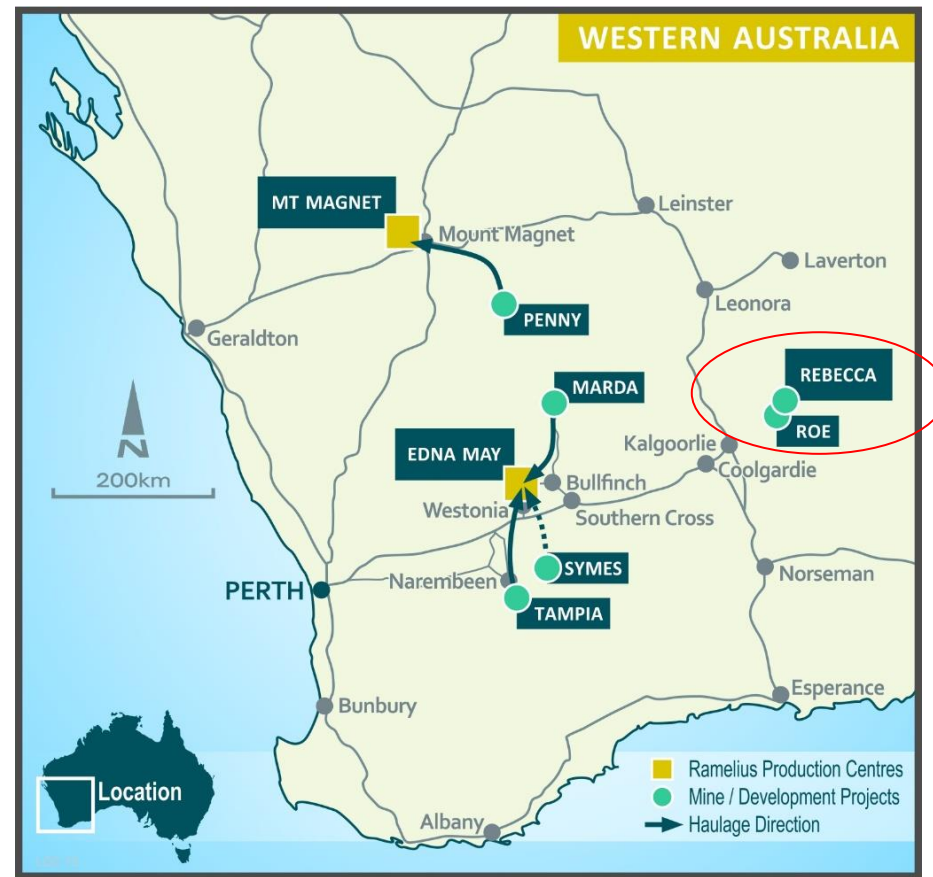 WESTERN AUSTRALIA
MT MAGNET
Mount Magnet
Leinster
Laverton
Leonora
PENNY
Geraldton
REBECCA
ROE
MARDA
N
200km
EDNA MAY
Kalgoorlie
Coolgardie
Bullfinch
Westonia
Southern Cross
SYMES
Narembeen
Norseman
PERTH
TAMPIA
Bunbury
Esperance
Location
Ramelius Production Centres
Mine / Development Projects
Haulage Direction
Albany